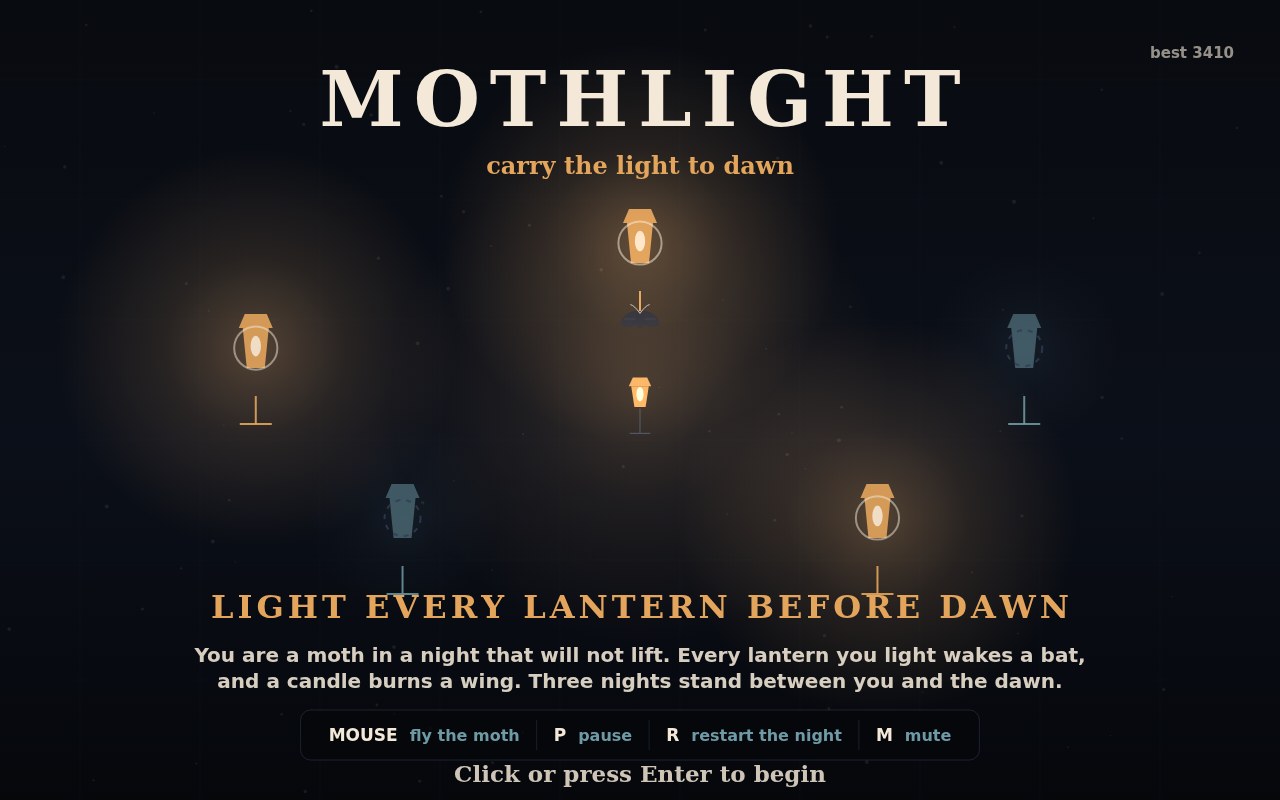 best 3410
MOTHLIGHT
carry the light to dawn
LIGHT EVERY LANTERN BEFORE DAWN
You are a moth in a night that will not lift. Every lantern you light wakes a bat,
and a candle burns a wing. Three nights stand between you and the dawn.
MOUSE fly the moth P pause R restart the night M mute
Click or press Enter to begin